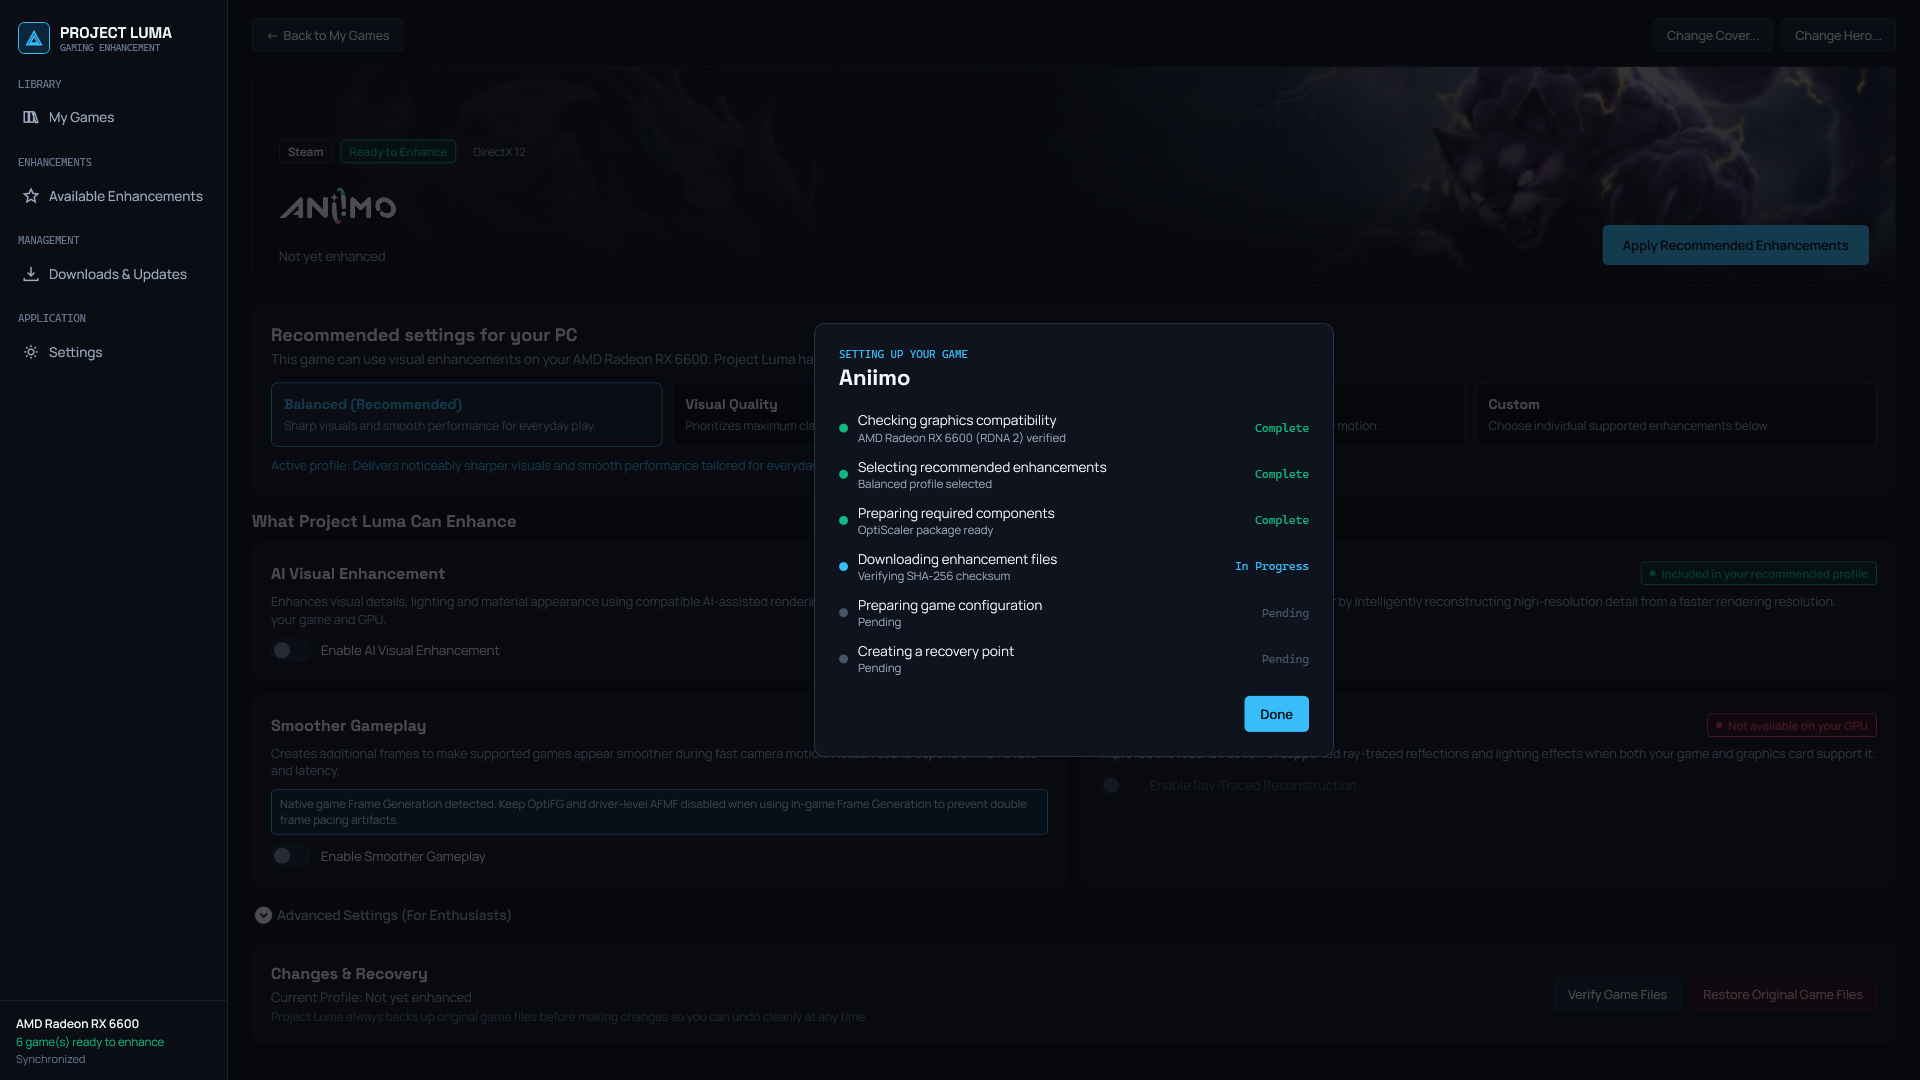 PROJECT LUMA
GAMING ENHANCEMENT
LIBRARY
My Games
ENHANCEMENTS
Available Enhancements
MANAGEMENT
Downloads & Updates
APPLICATION
Settings
AMD Radeon RX 6600
6 game(s) ready to enhance
Synchronized
← Back to My Games
Change Cover...
Change Hero...
Steam
Ready to Enhance
DirectX 12
ANIIMO
Not yet enhanced
Apply Recommended Enhancements
Recommended settings for your PC
This game can use visual enhancements on your AMD Radeon RX 6600. Project Luma ha
Balanced (Recommended)
Sharp visuals and smooth performance for everyday play.
Visual Quality
Prioritizes maximum cla
motion.
Custom
Choose individual supported enhancements below.
Active profile: Delivers noticeably sharper visuals and smooth performance tailored for everyday
What Project Luma Can Enhance
AI Visual Enhancement
Enhances visual details, lighting and material appearance using compatible AI-assisted renderin
your game and GPU.
Enable AI Visual Enhancement
Included in your recommended profile
by intelligently reconstructing high-resolution detail from a faster rendering resolution.
Smoother Gameplay
Creates additional frames to make supported games appear smoother during fast camera motion.
and latency.
Native game Frame Generation detected. Keep OptiFG and driver-level AFMF disabled when using in-game Frame Generation to prevent double
frame pacing artifacts.
Enable Smoother Gameplay
Not available on your GPU
ray-traced reflections and lighting effects when both your game and graphics card support it.
Enable Ray-Traced Reconstruction
Advanced Settings (For Enthusiasts)
Changes & Recovery
Current Profile: Not yet enhanced
Project Luma always backs up original game files before making changes so you can undo cleanly at any time.
Verify Game Files
Restore Original Game Files
SETTING UP YOUR GAME
Aniimo
Checking graphics compatibility
AMD Radeon RX 6600 (RDNA 2) verified
Complete
Selecting recommended enhancements
Balanced profile selected
Complete
Preparing required components
OptiScaler package ready
Complete
Downloading enhancement files
Verifying SHA-256 checksum
In Progress
Preparing game configuration
Pending
Pending
Creating a recovery point
Pending
Pending
Done